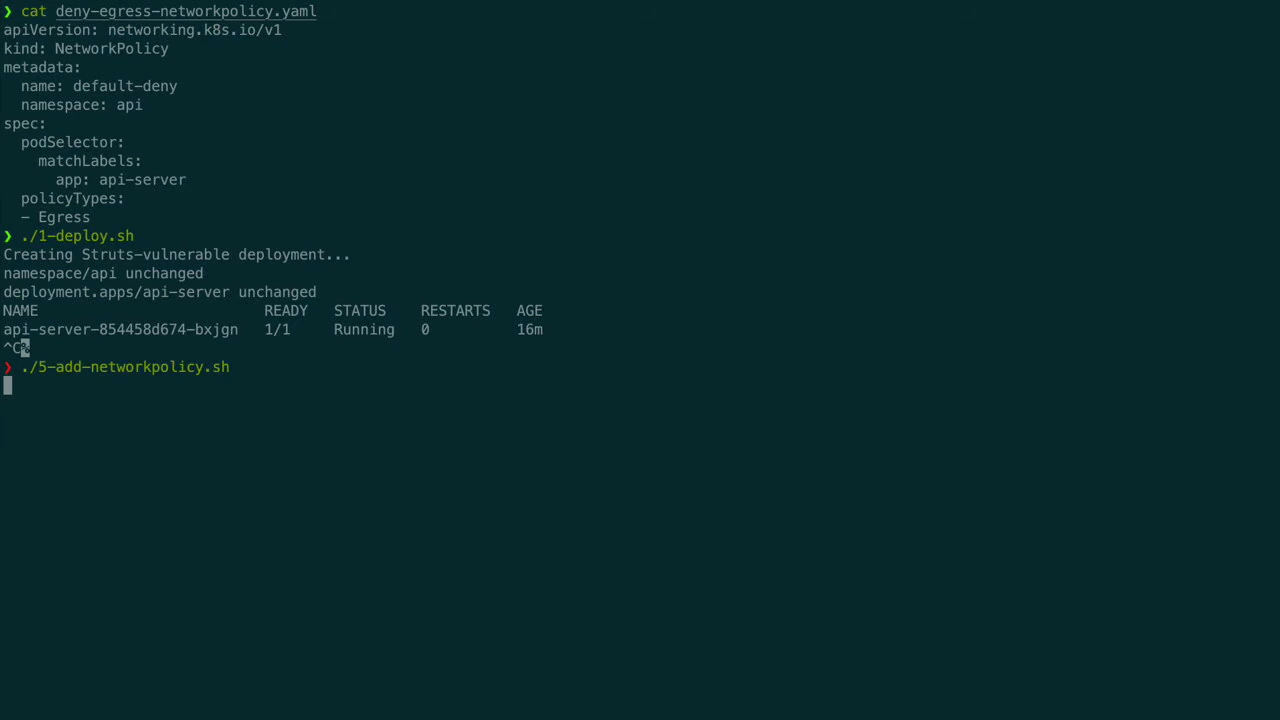 ❯ cat deny-egress-networkpolicy.yaml
apiVersion: networking.k8s.io/v1
kind: NetworkPolicy
metadata:
  name: default-deny
  namespace: api
spec:
  podSelector:
    matchLabels:
      app: api-server
  policyTypes:
  - Egress
❯ ./1-deploy.sh
Creating Struts-vulnerable deployment...
namespace/api unchanged
deployment.apps/api-server unchanged
NAME                          READY   STATUS    RESTARTS   AGE
api-server-854458d674-bxjgn   1/1     Running   0          16m
^C%
❯ ./5-add-networkpolicy.sh